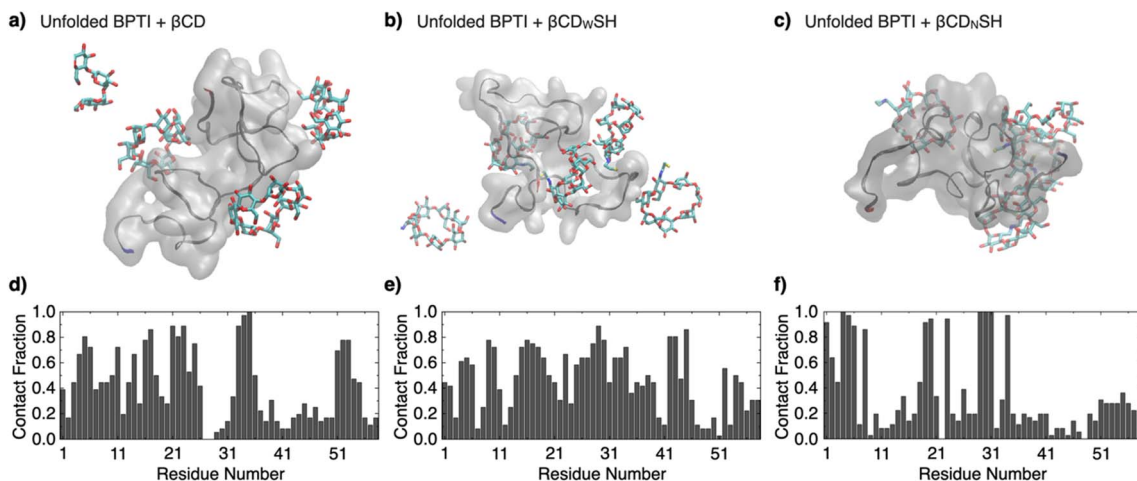 a) Unfolded BPTI + βCD
b) Unfolded BPTI + βCDWSH
c) Unfolded BPTI + βCDNSH
d)
e)
f)
Contact Fraction
1.0
0.8
0.6
0.4
0.2
0.0
1 11 21 31 41 51
Residue Number
Contact Fraction
1.0
0.8
0.6
0.4
0.2
0.0
1 11 21 31 41 51
Residue Number
Contact Fraction
1.0
0.8
0.6
0.4
0.2
0.0
1 11 21 31 41 51
Residue Number